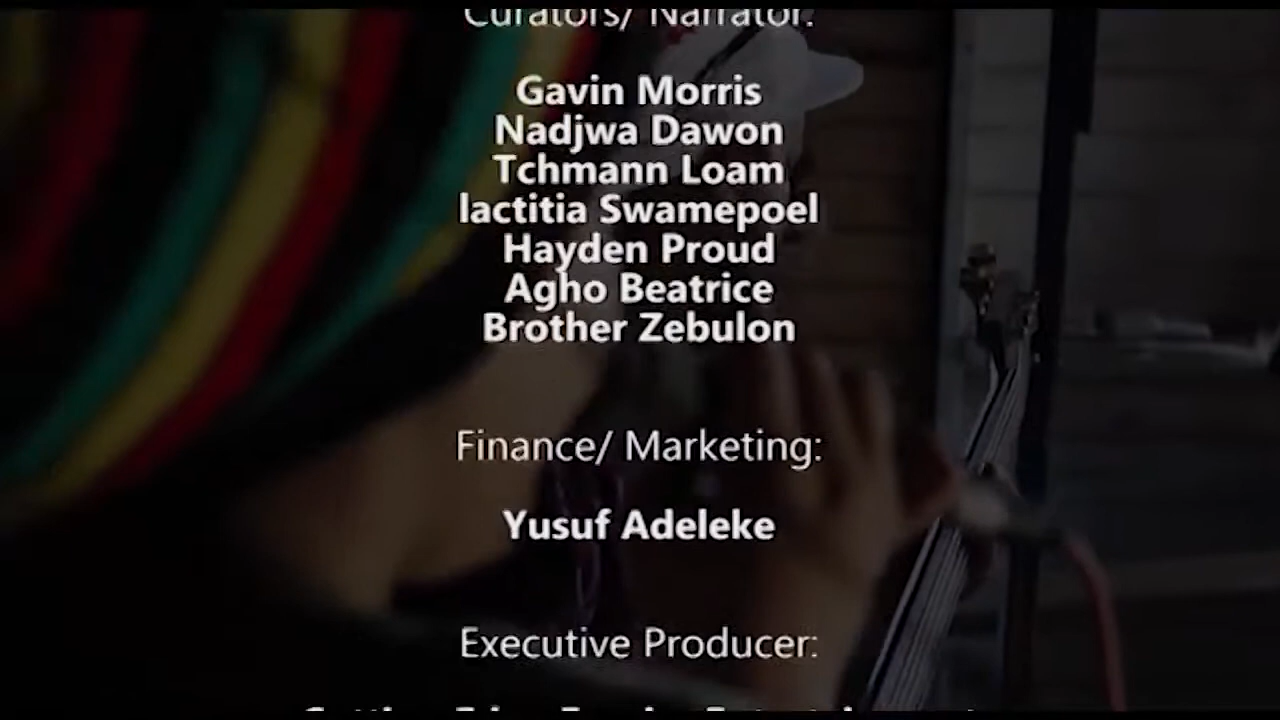 Curators/ Narrator:
Gavin Morris
Nadjwa Dawon
Tchmann Loam
lactitia Swamepoel
Hayden Proud
Agho Beatrice
Brother Zebulon
Finance/ Marketing:
Yusuf Adeleke
Executive Producer: